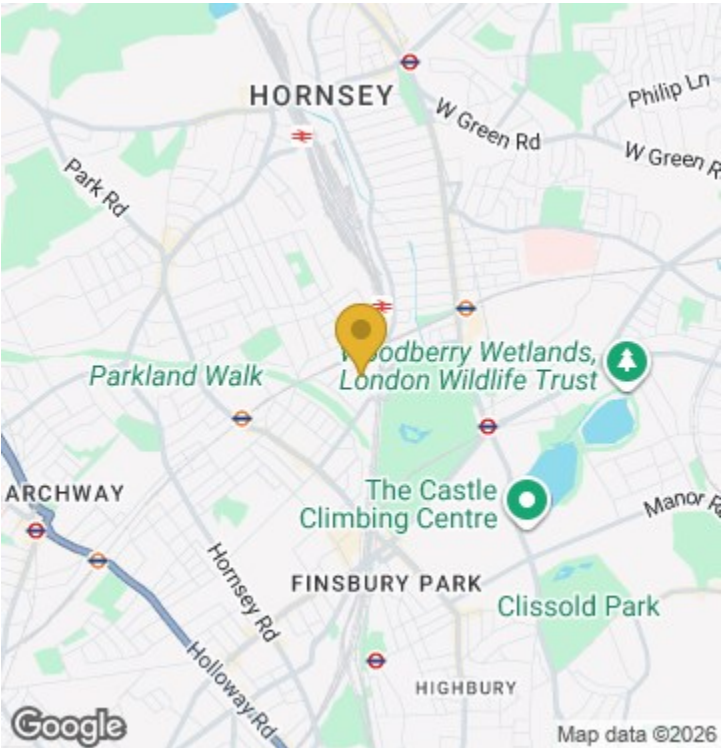 HORNSEY
Philip Ln
W Green Rd
W Green R
Park Rd
Woodberry Wetlands,
London Wildlife Trust
Parkland Walk
The Castle
Climbing Centre
ARCHWAY
Manor R
FINSBURY PARK
Hornsey Rd
Clissold Park
Holloway Rd
HIGHBURY
Google
Map data ©2026